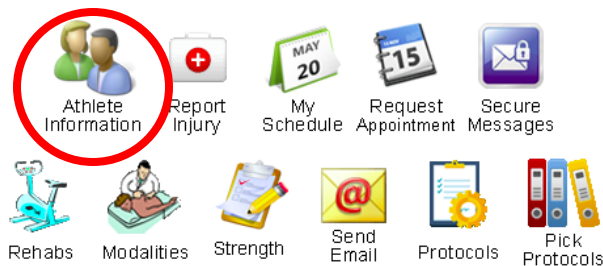 MAY
20
15
@
Athlete Report My Request Secure
Information Injury Schedule Appointment Messages
Rehabs Modalities Strength Send Email Protocols Pick Protocols